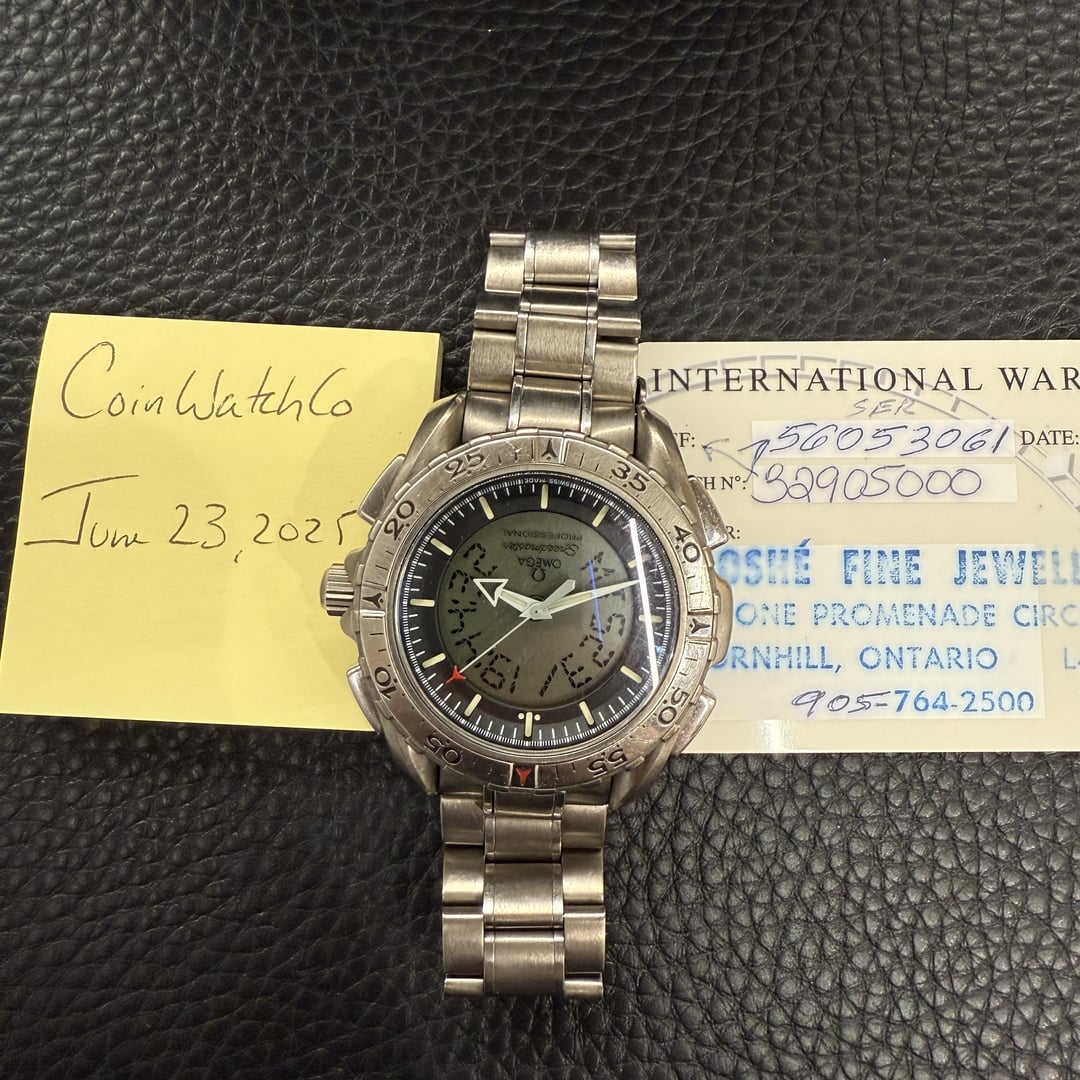 CoinWatchCo
June 23, 2025
INTERNATIONAL WAR
SER
F: 56053061 DATE:
H N°: 32905000
R:
OSHÉ FINE JEWELL
ONE PROMENADE CIRC
ORNHILL, ONTARIO L
905-764-2500
05
10
20
25
35
40
50
55
SWISS MADE
PROFESSIONAL
Speedmaster
OMEGA